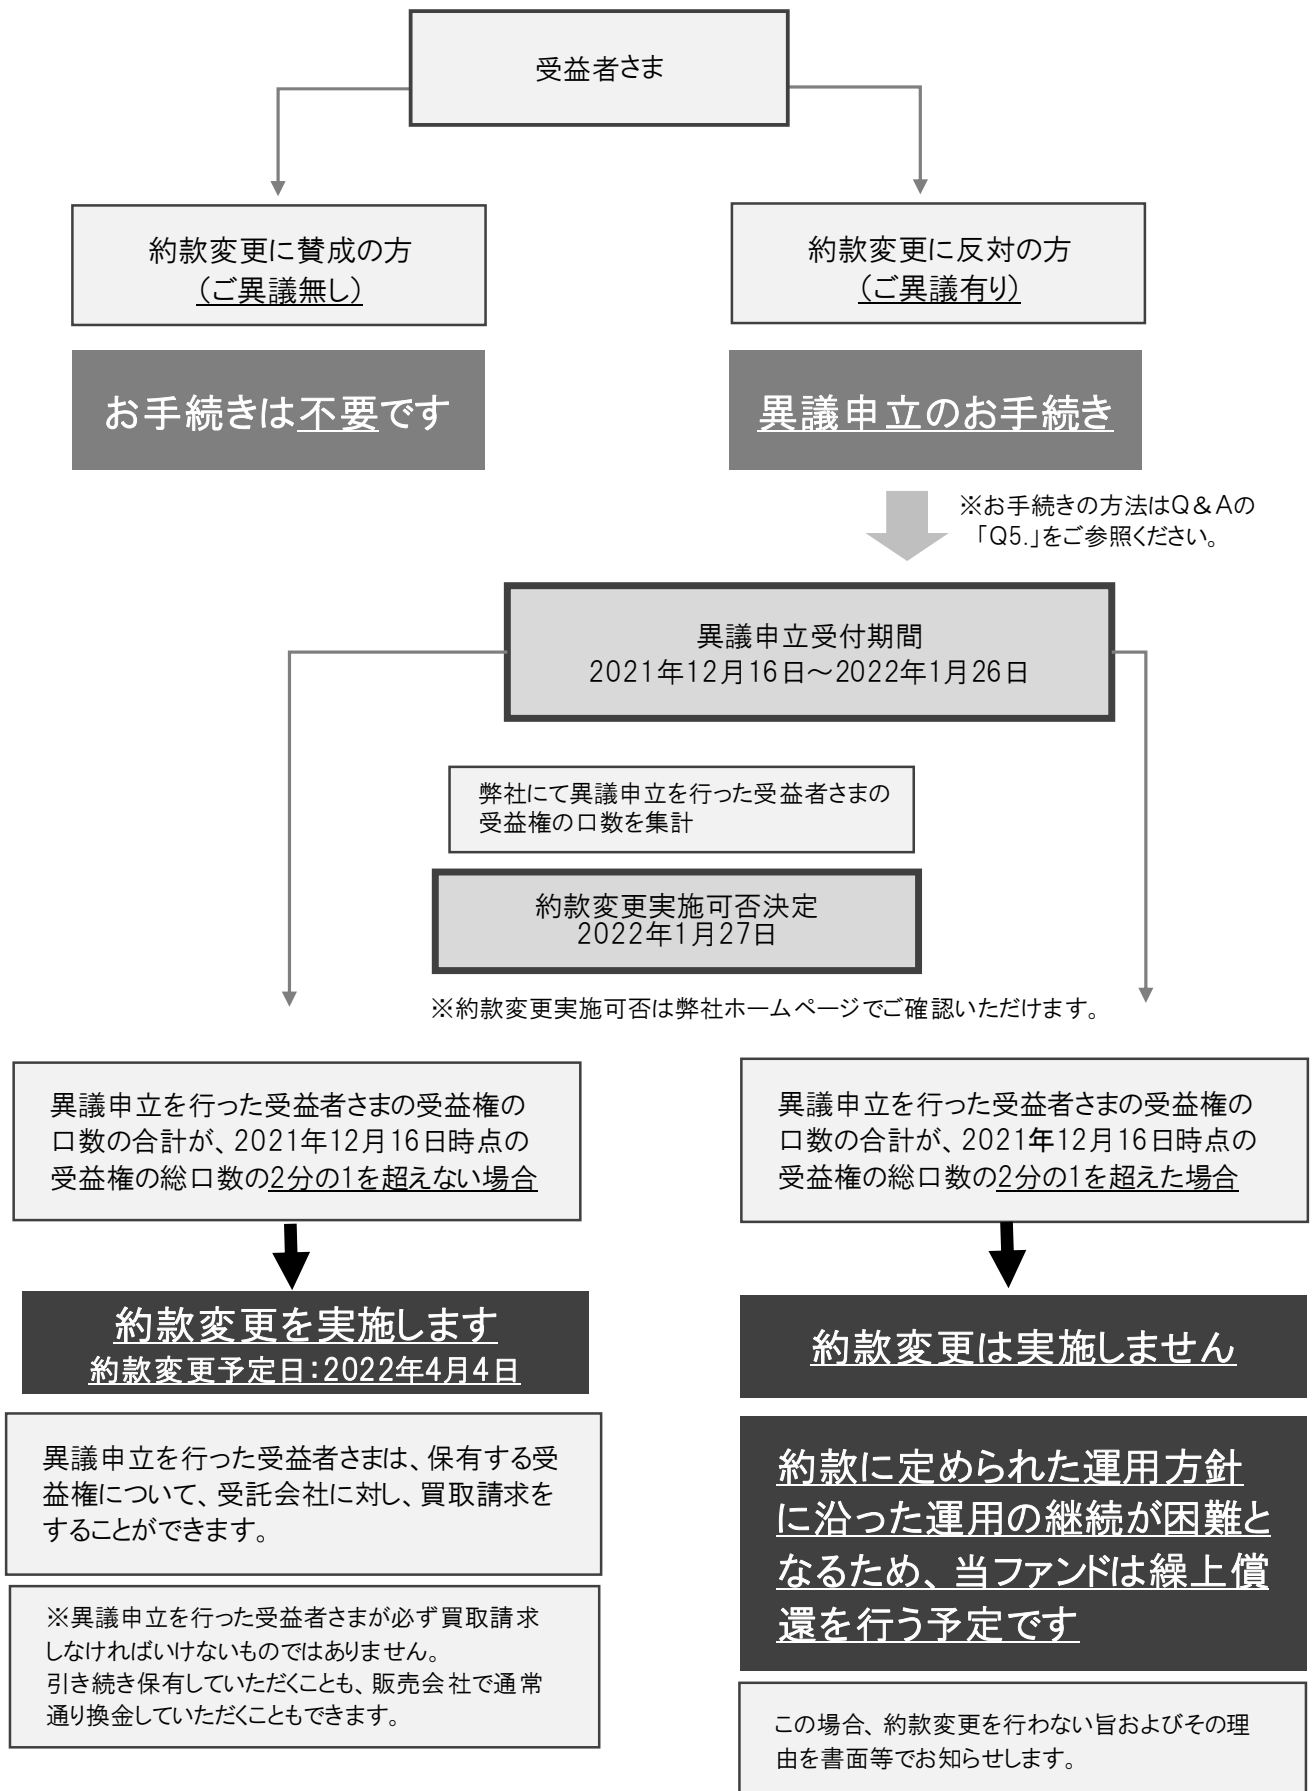 受益者さま
約款変更に賛成の方
（ご異議無し）
約款変更に反対の方
（ご異議有り）
お手続きは不要です
異議申立のお手続き
※お手続きの方法はＱ＆Ａの
「Ｑ5．」をご参照ください。
異議申立受付期間
2021年12月16日～2022年1月26日
弊社にて異議申立を行った受益者さまの
受益権の口数を集計
約款変更実施可否決定
2022年1月27日
※約款変更実施可否は弊社ホームページでご確認いただけます。
異議申立を行った受益者さまの受益権の
口数の合計が、2021年12月16日時点の
受益権の総口数の2分の1を超えない場合
異議申立を行った受益者さまの受益権の
口数の合計が、2021年12月16日時点の
受益権の総口数の2分の1を超えた場合
約款変更を実施します
約款変更予定日：2022年4月4日
約款変更は実施しません
異議申立を行った受益者さまは、保有する受
益権について、受託会社に対し、買取請求を
することができます。
約款に定められた運用方針
に沿った運用の継続が困難と
なるため、当ファンドは繰上償
還を行う予定です
※異議申立を行った受益者さまが必ず買取請求
しなければいけないものではありません。
引き続き保有していただくことも、販売会社で通常
通り換金していただくこともできます。
この場合、約款変更を行わない旨およびその理
由を書面等でお知らせします。